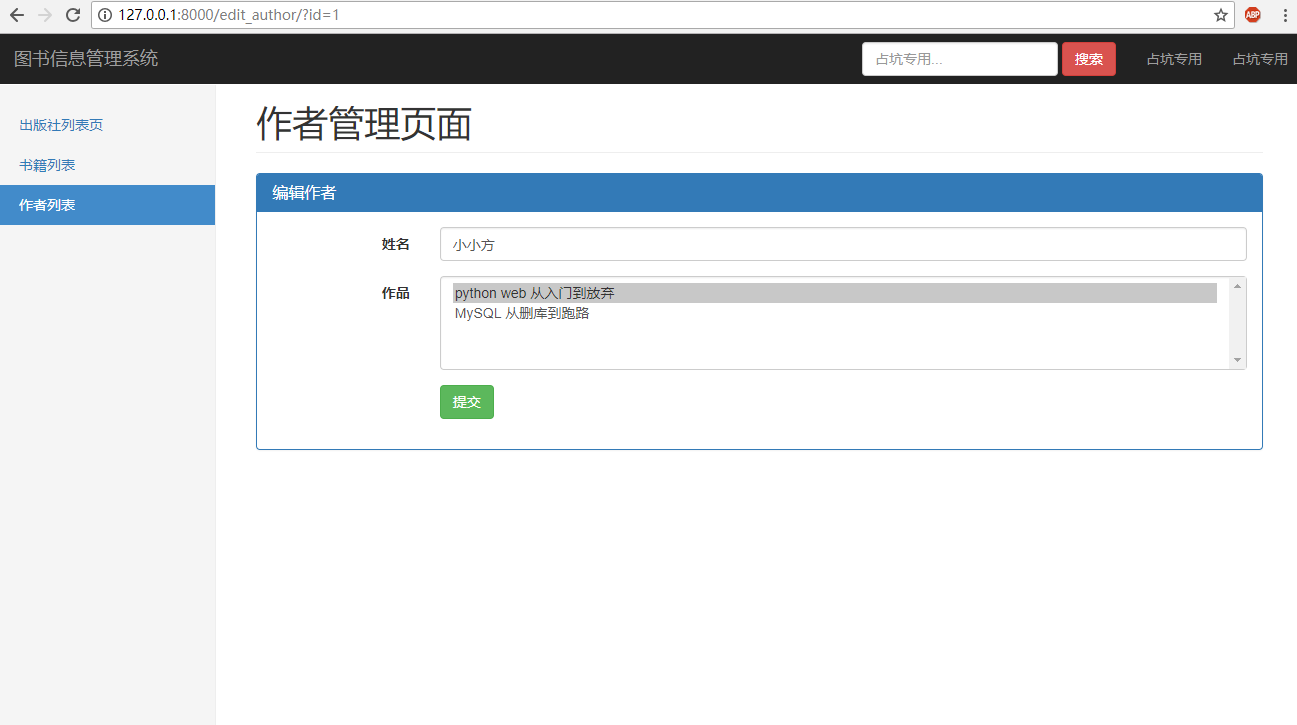 127.0.0.1:8000/edit_author/?id=1
ABP
图书信息管理系统
占坑专用...
搜索
占坑专用
占坑专用
出版社列表页
书籍列表
作者列表
作者管理页面
编辑作者
姓名
小小方
作品
python web 从入门到放弃
MySQL 从删库到跑路
提交